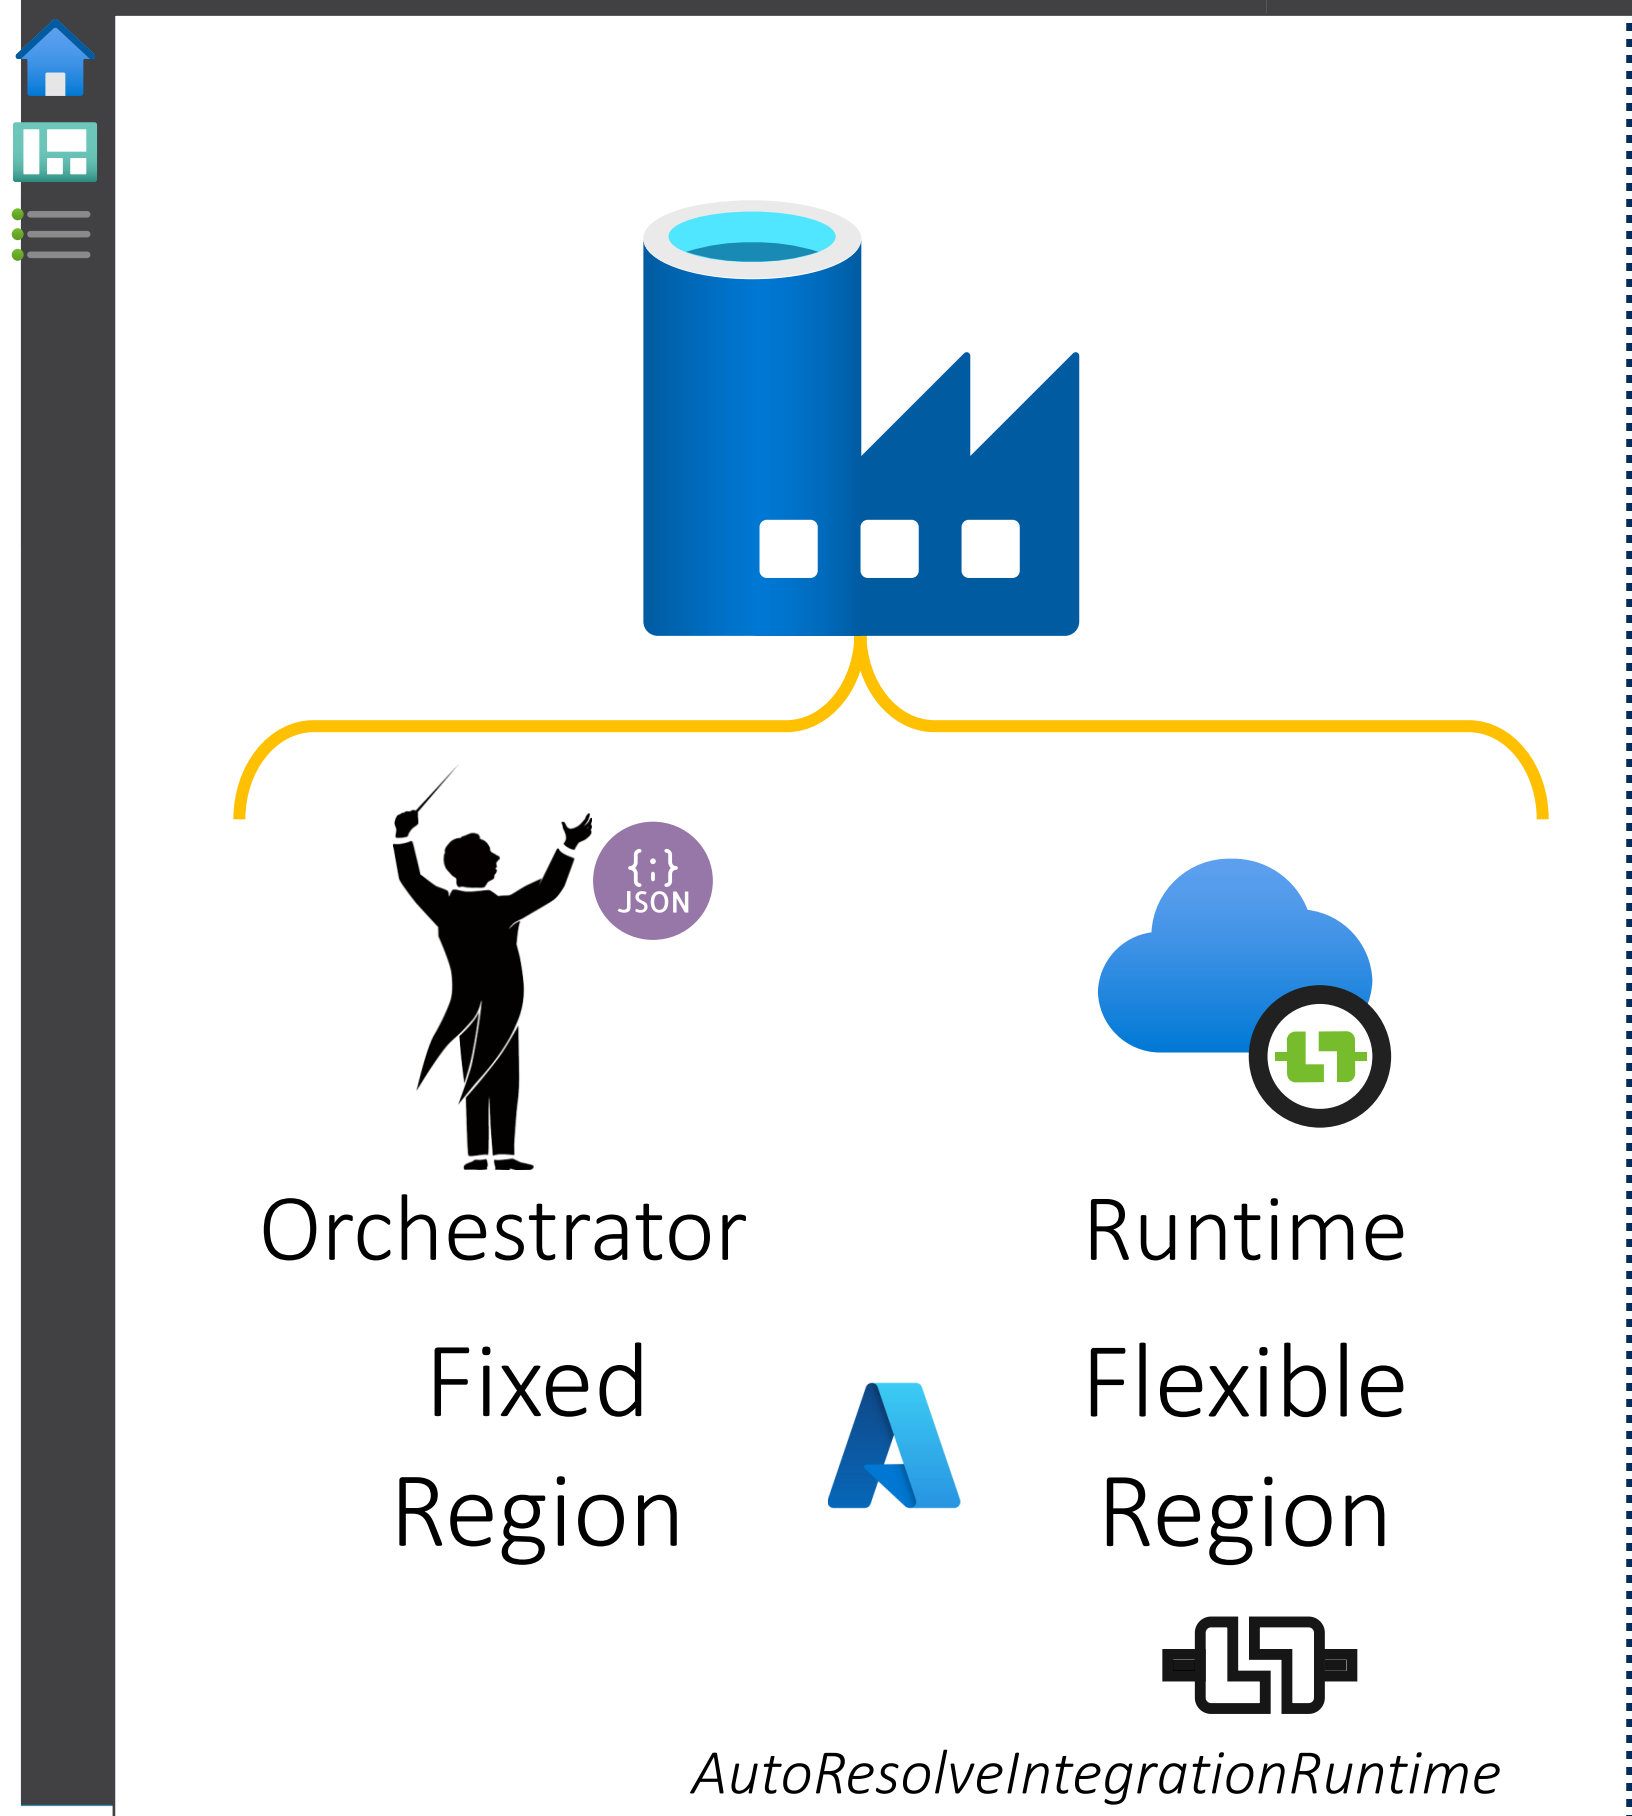 {;}
JSON
Orchestrator
Runtime
Fixed
Region
Flexible
Region
AutoResolveIntegrationRuntime